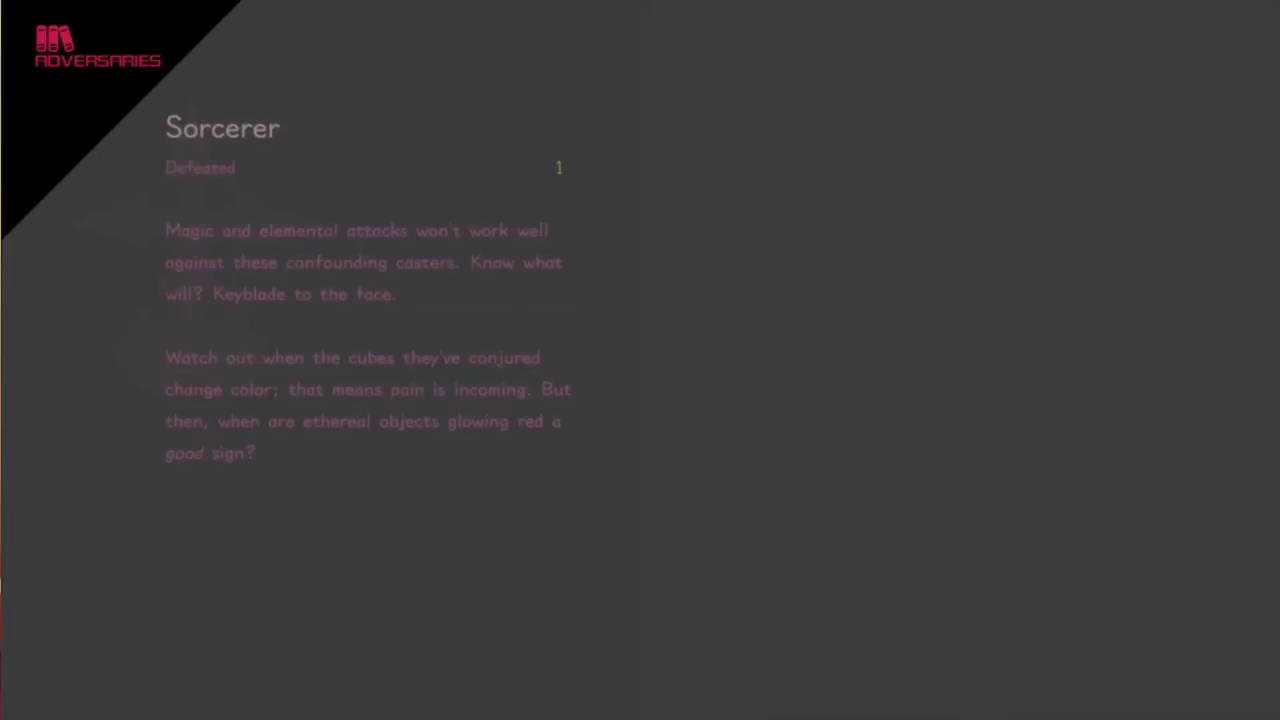 ADVERSARIES
Sorcerer
Defeated 1
Magic and elemental attacks won't work well
against these confounding casters. Know what
will? Keyblade to the face.
Watch out when the cubes they've conjured
change color; that means pain is incoming. But
then, when are ethereal objects glowing red a
good sign?